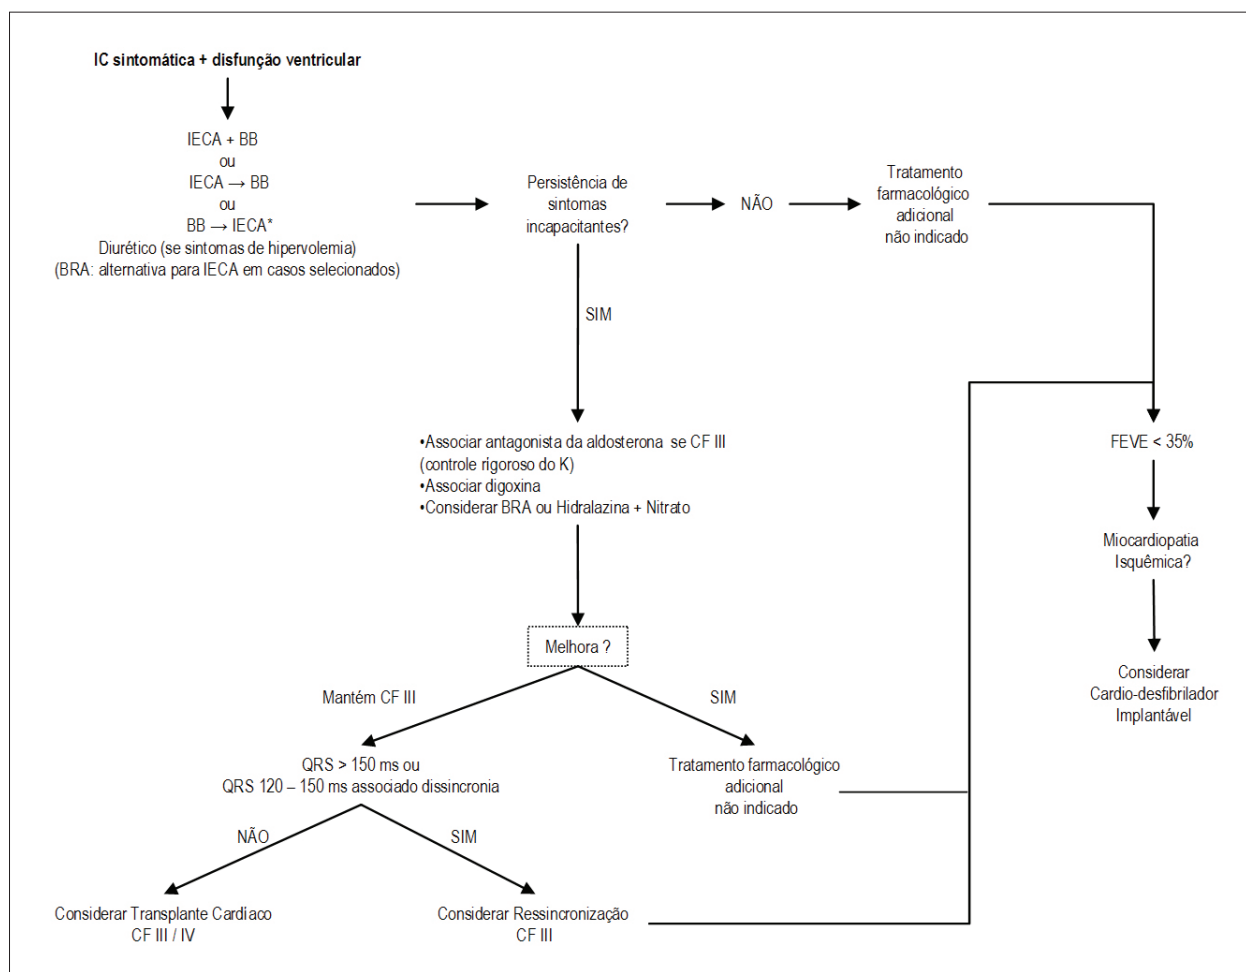 IC sintomática + disfunção ventricular
IECA + BB
ou
IECA → BB
ou
BB → IECA*
Diurético (se sintomas de hipervolemia)
(BRA: alternativa para IECA em casos selecionados)
Persistência de
sintomas
incapacitantes?
NÃO
Tratamento
farmacológico
adicional
não indicado
SIM
•Associar antagonista da aldosterona se CF III
(controle rigoroso do K)
•Associar digoxina
•Considerar BRA ou Hidralazina + Nitrato
FEVE < 35%
Miocardiopatia
Isquêmica?
Considerar
Cardio-desfibrilador
Implantável
Melhora ?
Mantém CF III
SIM
QRS > 150 ms ou
QRS 120 – 150 ms associado dissincronia
Tratamento farmacológico
adicional
não indicado
NÃO
SIM
Considerar Transplante Cardíaco
CF III / IV
Considerar Ressincronização
CF III